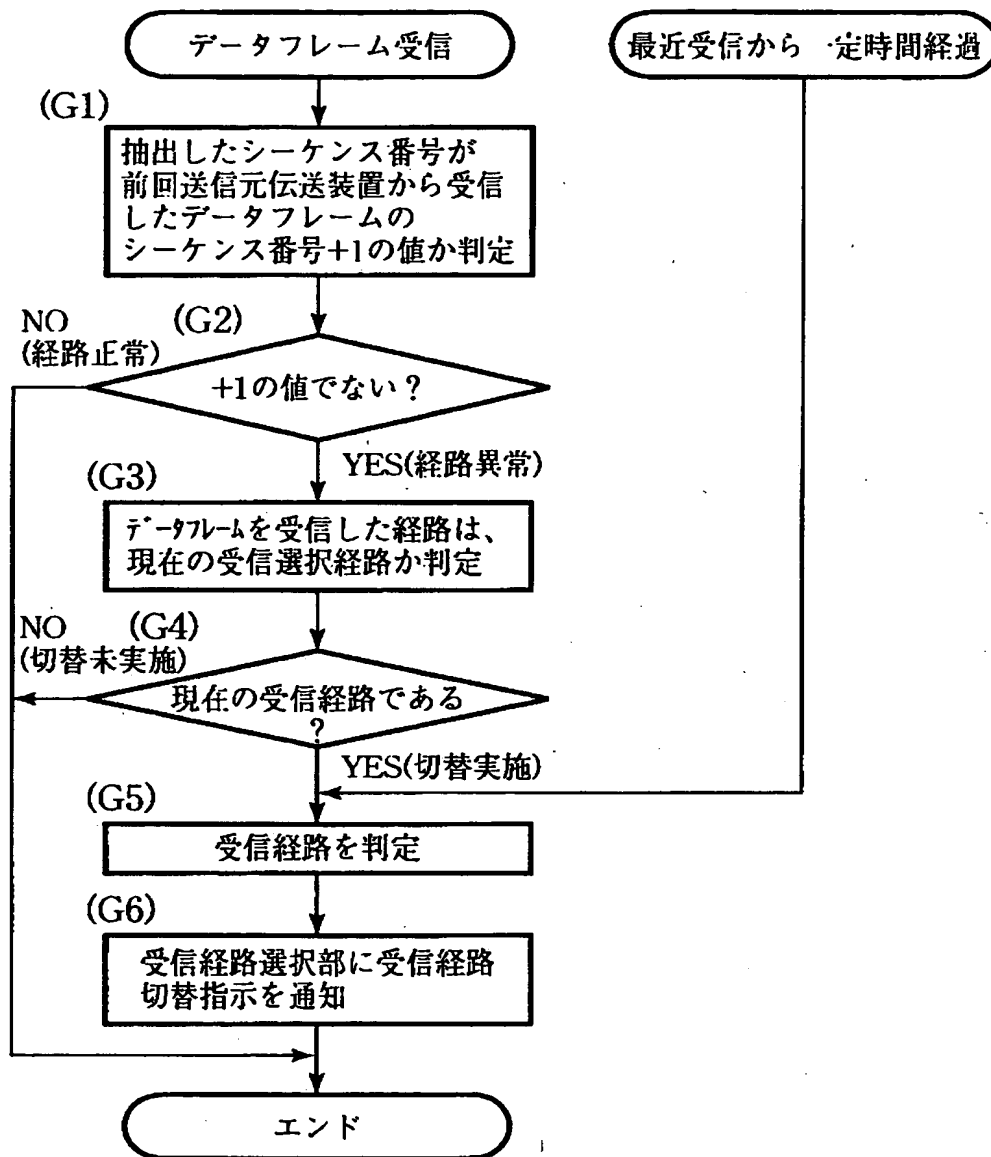 データフレーム受信
最近受信から一定時間経過
(G1)
抽出したシーケンス番号が
前回送信元伝送装置から受信
したデータフレームの
シーケンス番号+1の値か判定
NO
(経路正常)
(G2)
+1の値でない?
YES(経路異常)
(G3)
ﾃﾞｰﾀﾌﾚｰﾑを受信した経路は、
現在の受信選択経路か判定
NO
(切替未実施)
(G4)
現在の受信経路である
?
YES(切替実施)
(G5)
受信経路を判定
(G6)
受信経路選択部に受信経路
切替指示を通知
エンド